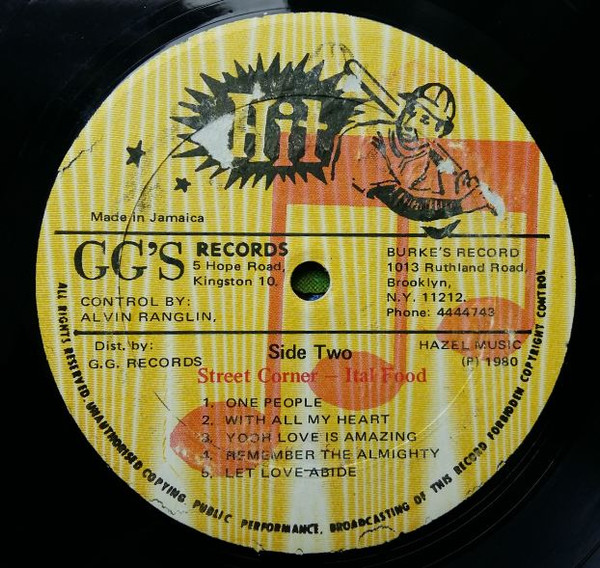 Hit
Made in Jamaica
GG'S RECORDS
5 Hope Road,
Kingston 10.
CONTROL BY:
ALVIN RANGLIN,
BURKE'S RECORD
1013 Ruthland Road,
Brooklyn,
N.Y. 11212.
Phone: 4444743
Dist. by:
G.G. RECORDS
Side Two
HAZEL MUSIC
(P) 1980
Street Corner – Ital Food
1. ONE PEOPLE
2. WITH ALL MY HEART
3. YOOH LOVE IS AMAZING
4. REMEMBER THE ALMIGHTY
5. LET LOVE ABIDE
ALL RIGHTS RESERVED. UNAUTHORISED COPYING, PUBLIC PERFORMANCE, BROADCASTING OF THIS RECORD FORBIDDEN COPYRIGHT CONTROL